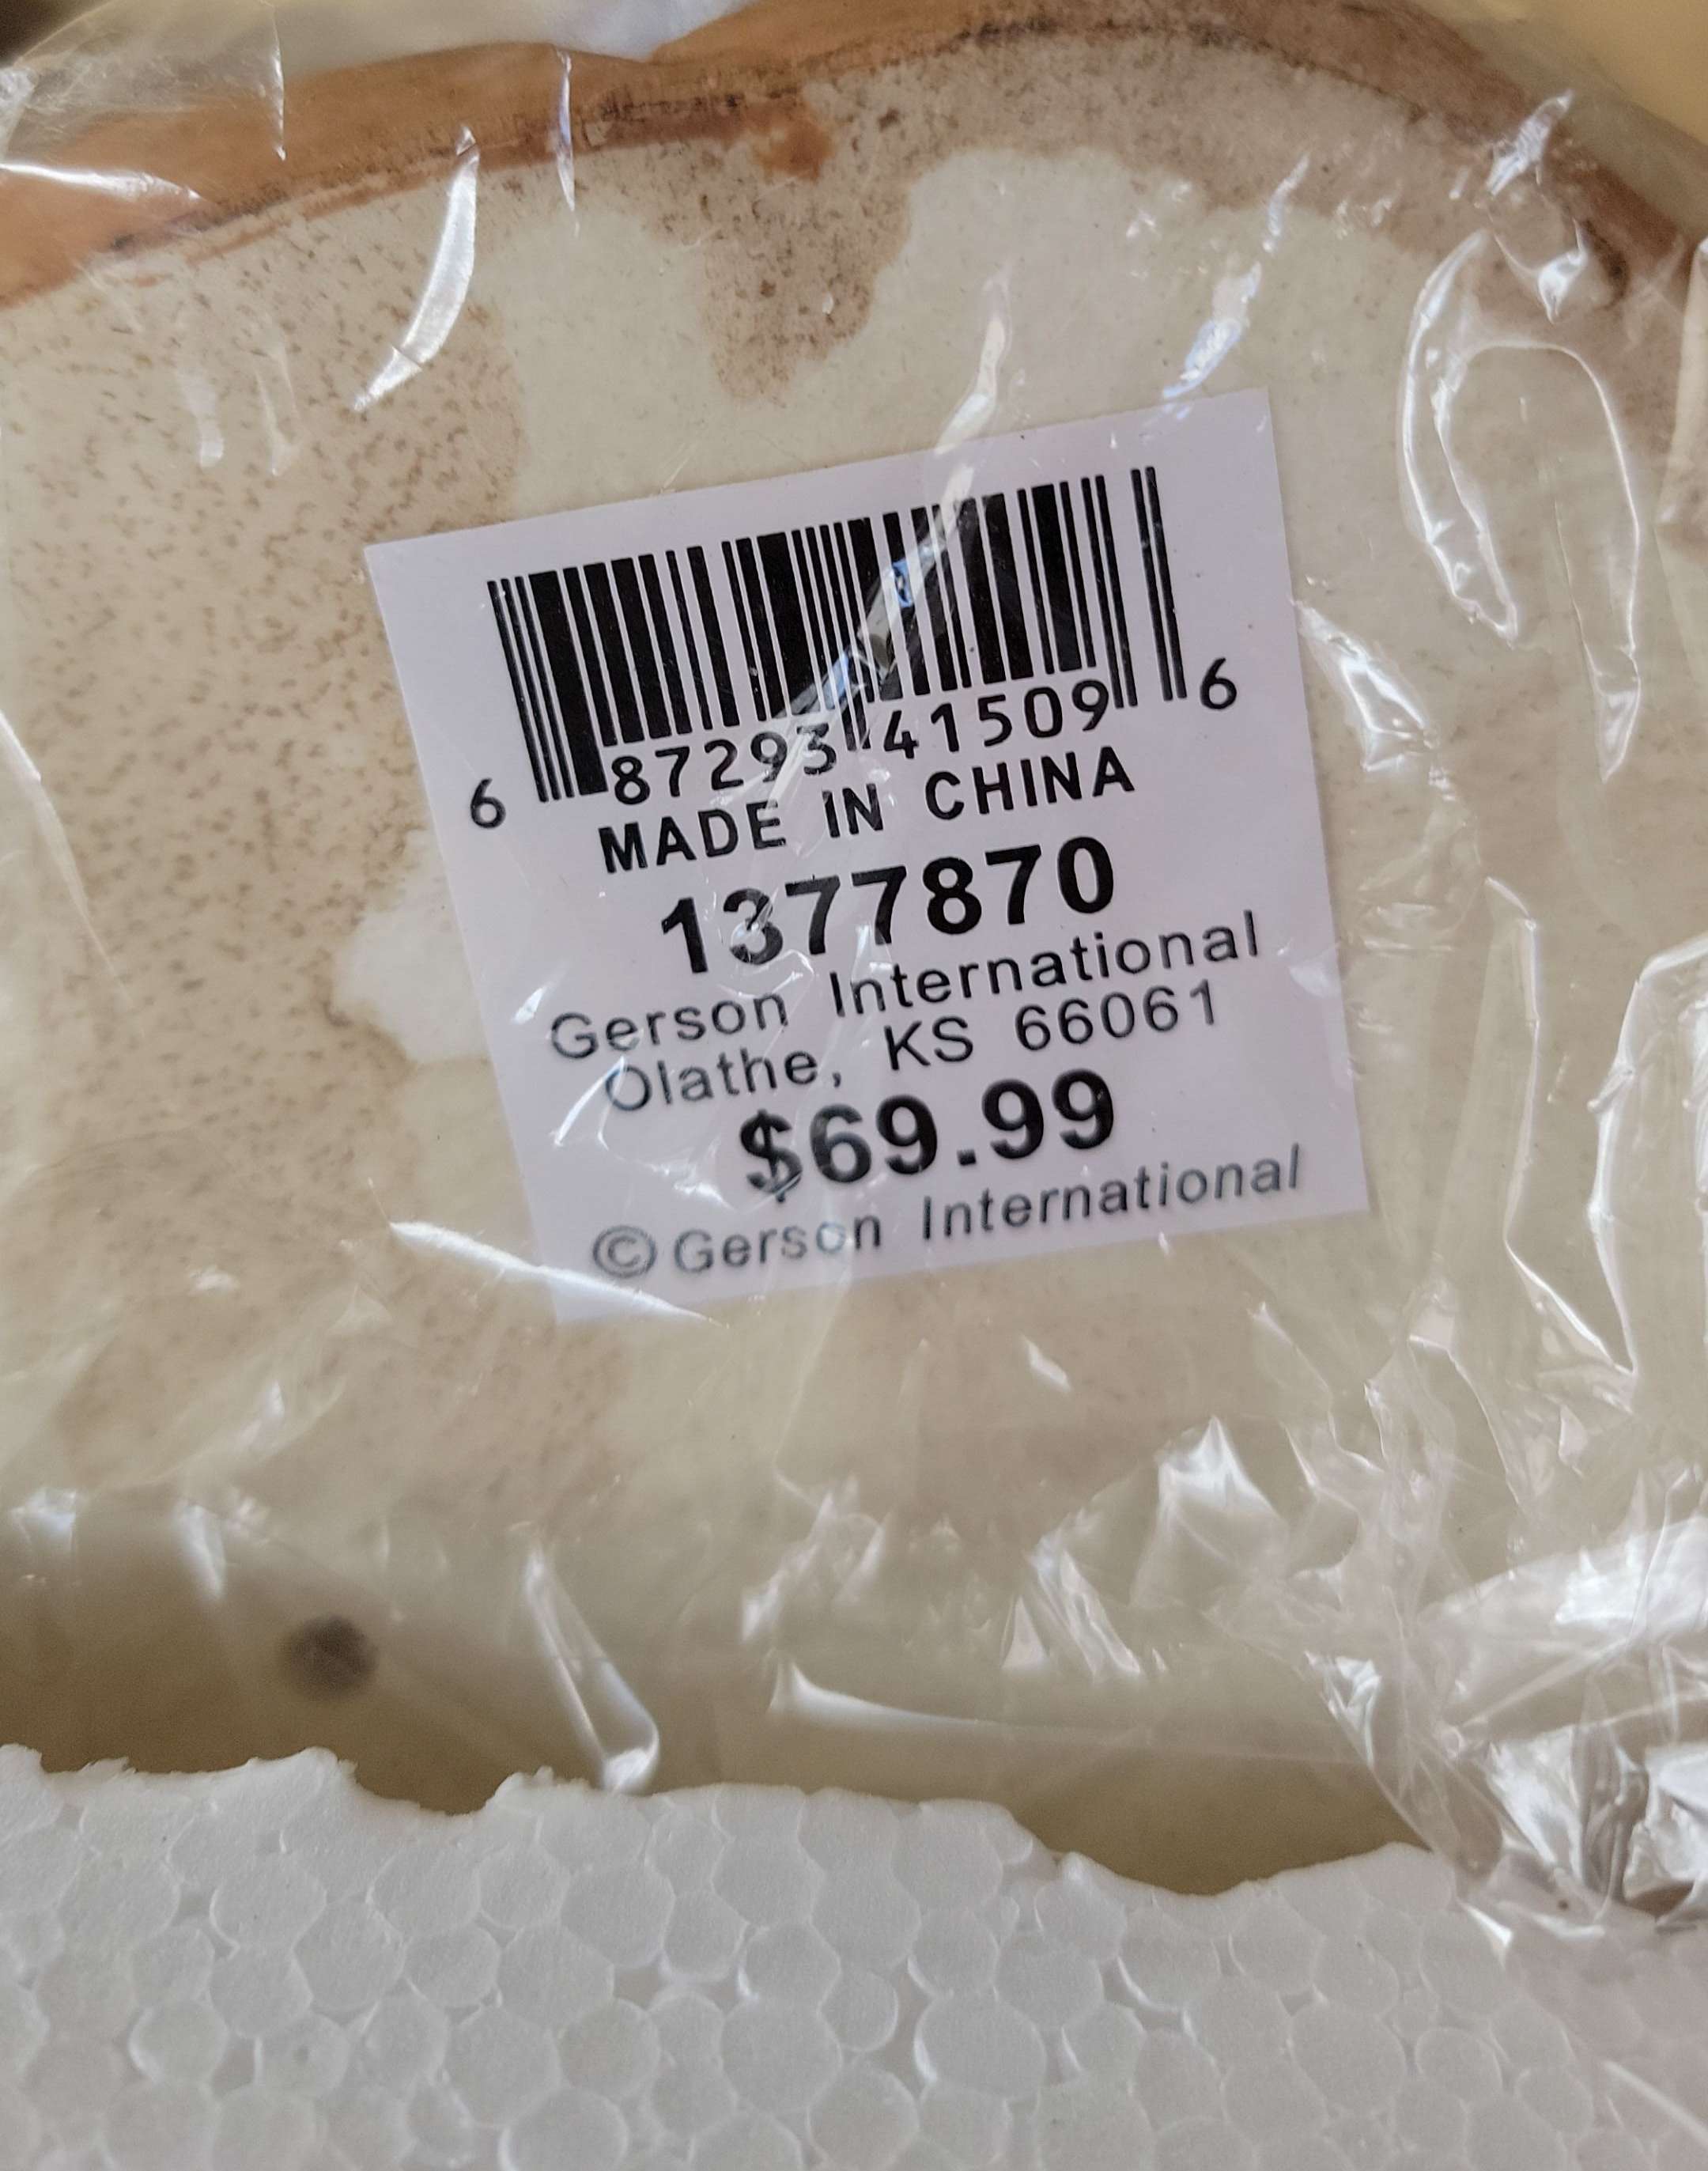 6 87293 41509 6
MADE IN CHINA
1377870
Gerson International
Olathe, KS 66061
$69.99
© Gerson International